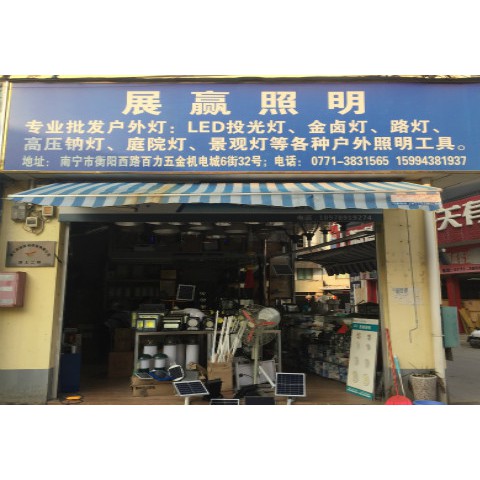 展赢照明
专业批发户外灯：LED投光灯、金卤灯、路灯、
高压钠灯、庭院灯、景观灯等各种户外照明工具。
地址：南宁市衡阳西路百力五金机电城6街32号；电话：0771-3831565 15994381937